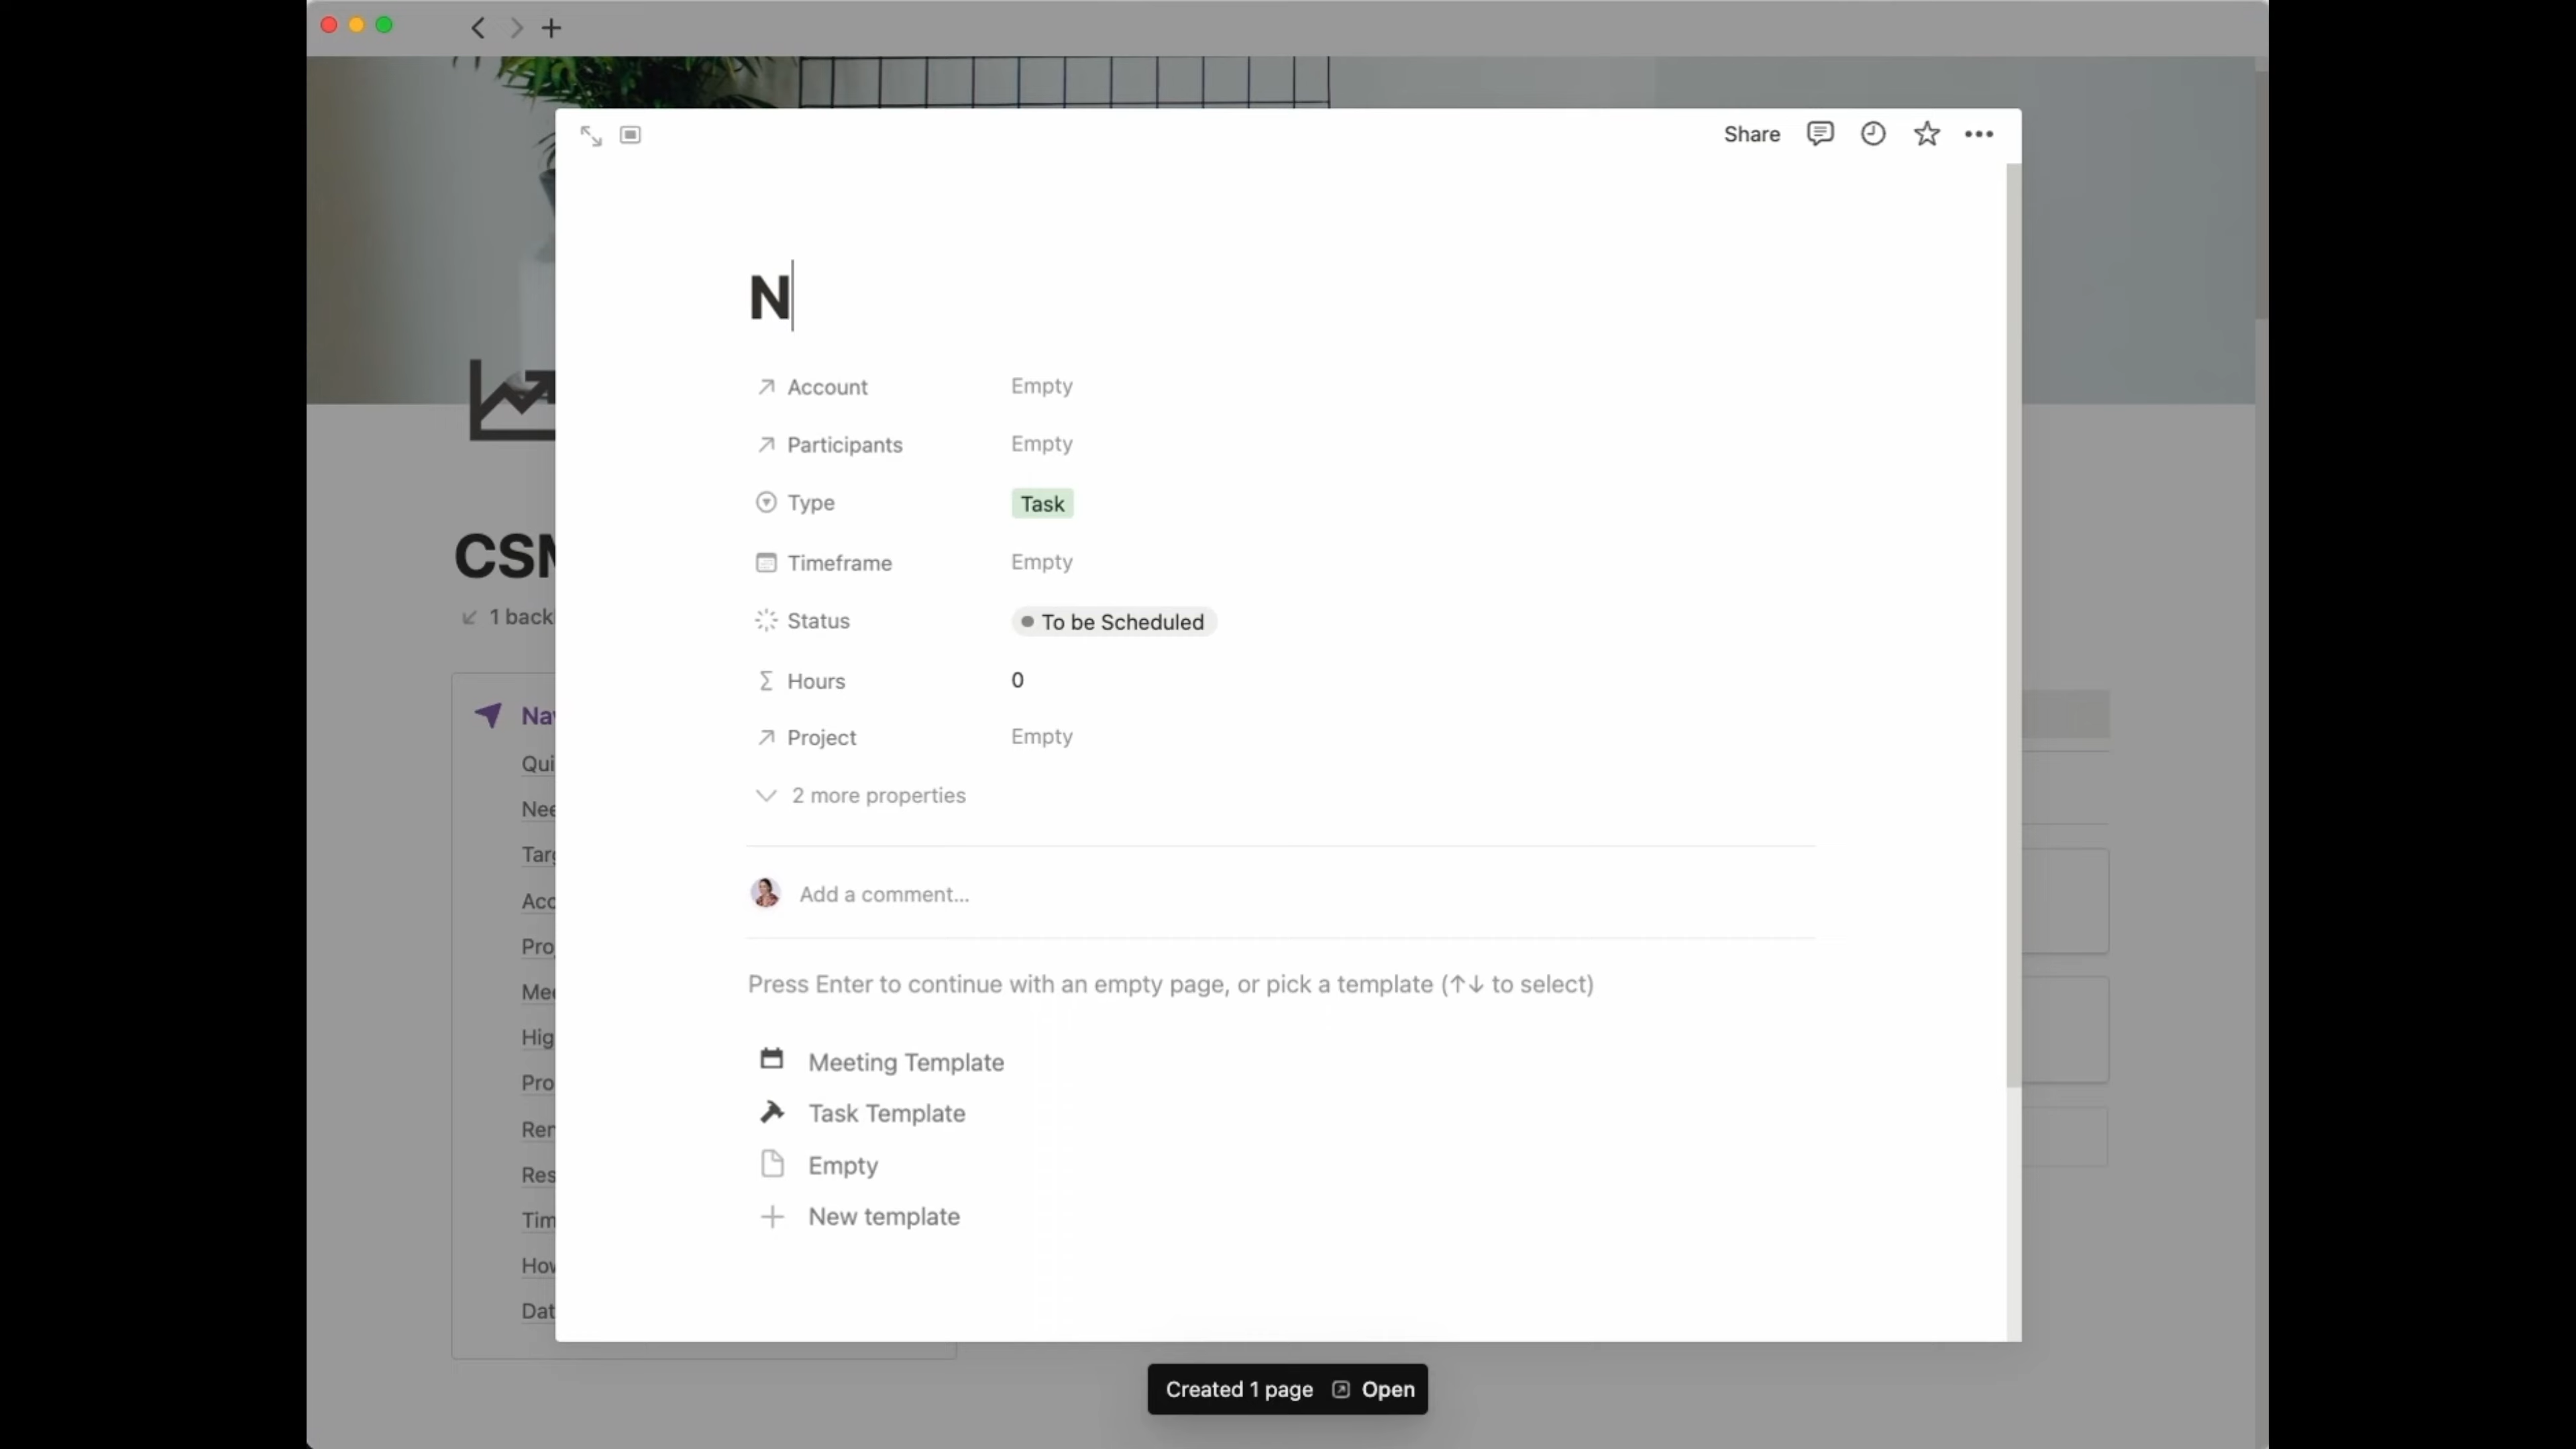 Share
N
Account Empty
Participants Empty
Type Task
Timeframe Empty
Status To be Scheduled
Hours 0
Project Empty
2 more properties
Add a comment...
Press Enter to continue with an empty page, or pick a template (↑↓ to select)
Meeting Template
Task Template
Empty
New template
CSM
1 back
Nav
Qui
Nee
Targ
Acc
Pro
Mee
Hig
Pro
Ren
Res
Tim
How
Dat
Created 1 page Open